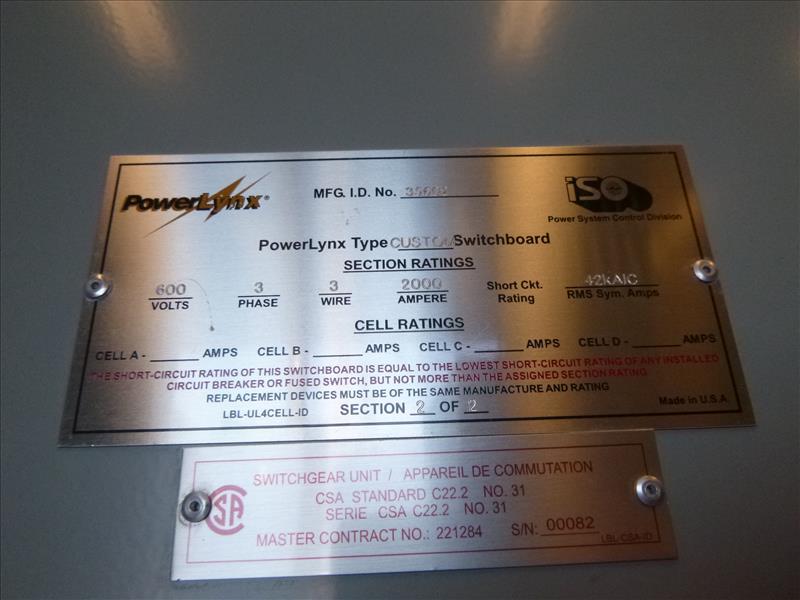 PowerLynx®
MFG. I.D. No.
iSO
Power System Control Division
PowerLynx Type CUSTOM Switchboard
SECTION RATINGS
600 3 3 2000 Short Ckt. 42kAIC
VOLTS PHASE WIRE AMPERE Rating RMS Sym. Amps
CELL RATINGS
CELL A - ______ AMPS CELL B - ______ AMPS CELL C - ______ AMPS CELL D - ______ AMPS
THE SHORT-CIRCUIT RATING OF THIS SWITCHBOARD IS EQUAL TO THE LOWEST SHORT-CIRCUIT RATING OF ANY INSTALLED
CIRCUIT BREAKER OR FUSED SWITCH, BUT NOT MORE THAN THE ASSIGNED SECTION RATING
REPLACEMENT DEVICES MUST BE OF THE SAME MANUFACTURE AND RATING
LBL-UL4CELL-ID SECTION 2 OF 2 Made in U.S.A.
SWITCHGEAR UNIT / APPAREIL DE COMMUTATION
CSA STANDARD C22.2 NO. 31
SERIE CSA C22.2 NO. 31
MASTER CONTRACT NO.: 221284 S/N: 00082
LBL-CSA-ID